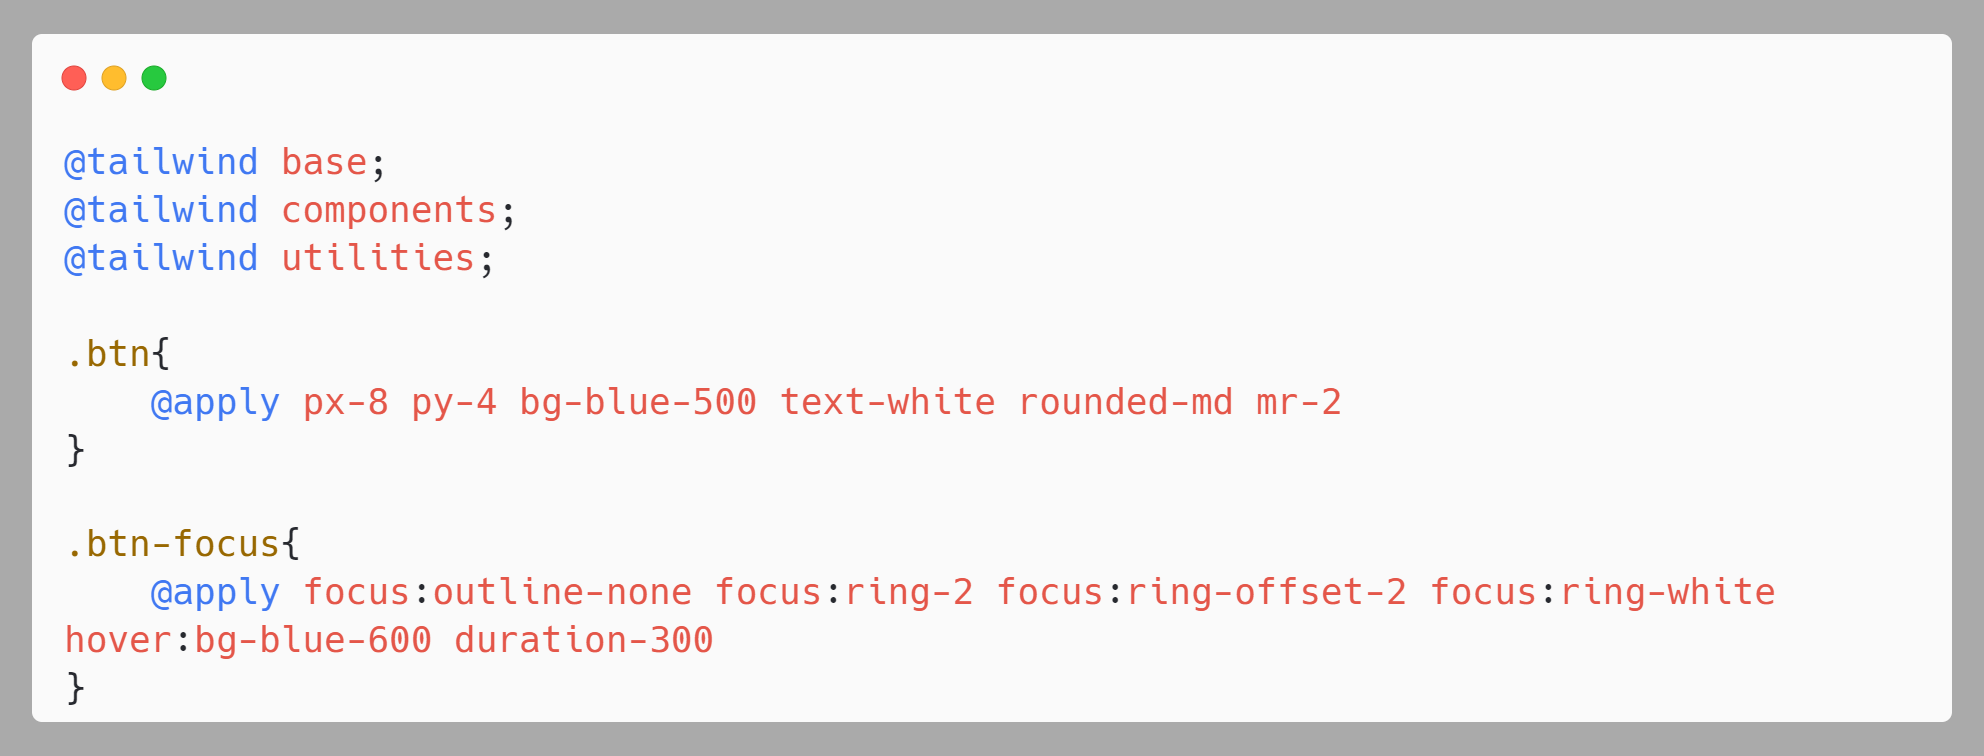 @tailwind base;
@tailwind components;
@tailwind utilities;

.btn{
    @apply px-8 py-4 bg-blue-500 text-white rounded-md mr-2
}

.btn-focus{
    @apply focus:outline-none focus:ring-2 focus:ring-offset-2 focus:ring-white
hover:bg-blue-600 duration-300
}